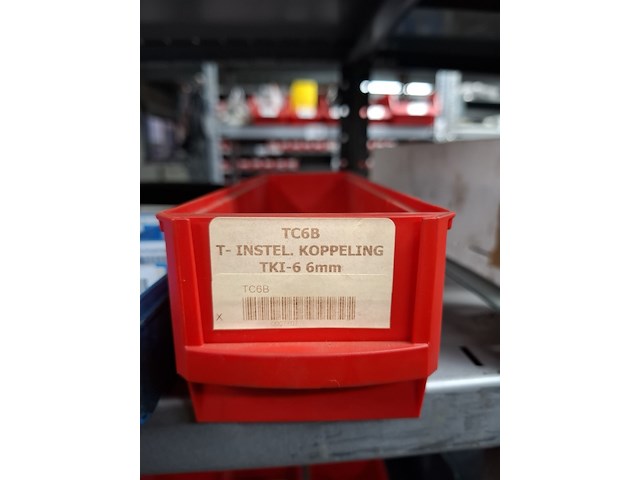 TC6B
T- INSTEL. KOPPELING
TKI-6 6mm
TC6B
X